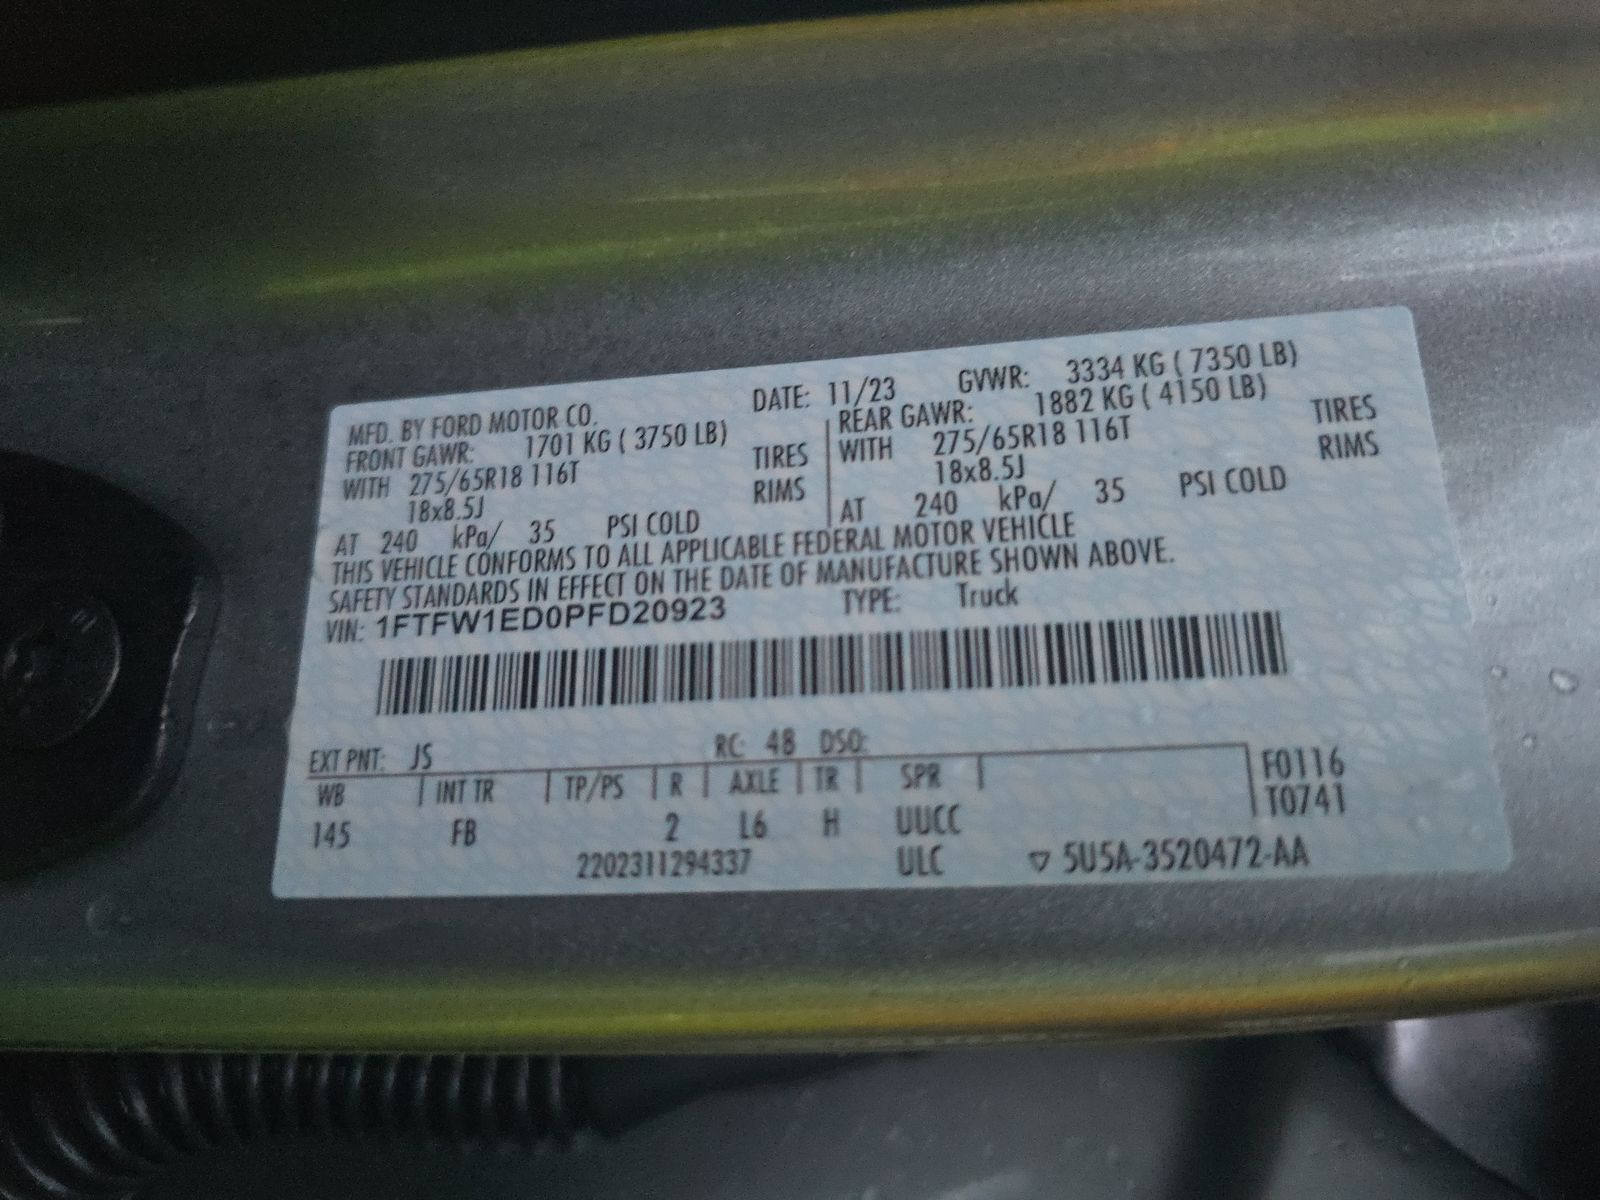 MFD. BY FORD MOTOR CO. DATE: 11/23 GVWR: 3334 KG ( 7350 LB)
FRONT GAWR: 1701 KG ( 3750 LB) REAR GAWR: 1882 KG ( 4150 LB)
WITH 275/65R18 116T TIRES WITH 275/65R18 116T TIRES
18x8.5J RIMS 18x8.5J RIMS
AT 240 kPa/ 35 PSI COLD AT 240 kPa/ 35 PSI COLD
THIS VEHICLE CONFORMS TO ALL APPLICABLE FEDERAL MOTOR VEHICLE
SAFETY STANDARDS IN EFFECT ON THE DATE OF MANUFACTURE SHOWN ABOVE.
VIN: 1FTFW1ED0PFD20923 TYPE: Truck
EXT PNT: JS RC: 48 DSO:
WB INT TR TP/PS R AXLE TR SPR F0116
145 FB 2 L6 H UUCC T0741
2202311294337 ULC ▽ 5U5A-3520472-AA